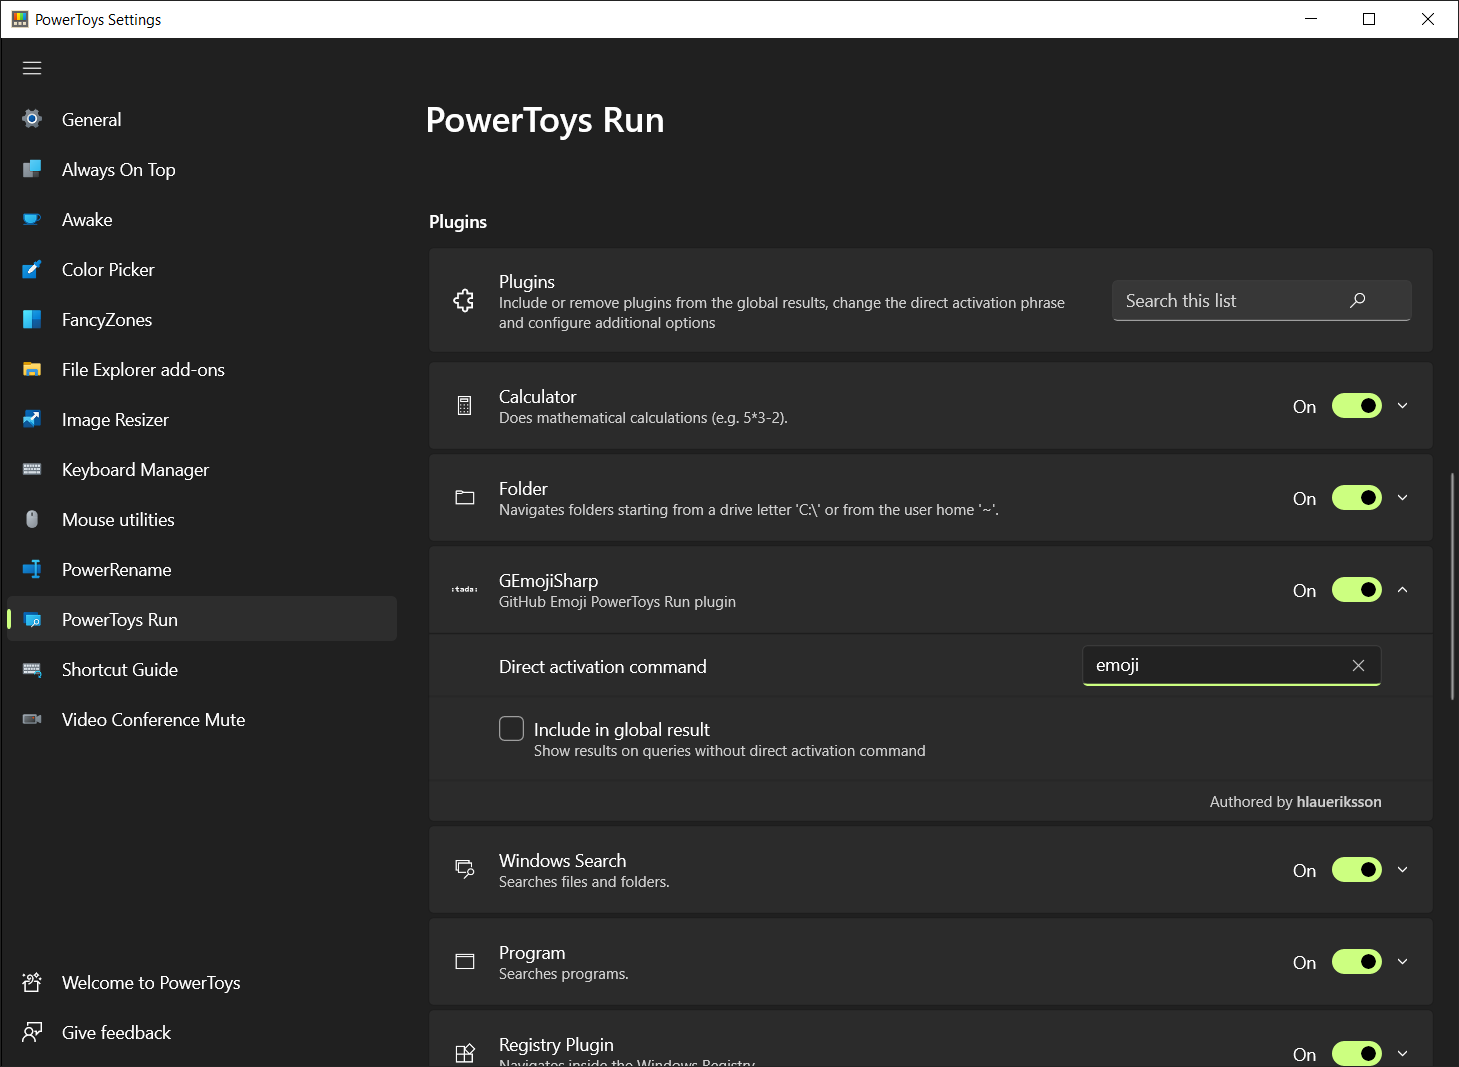 PowerToys Settings
General
Always On Top
Awake
Color Picker
FancyZones
File Explorer add-ons
Image Resizer
Keyboard Manager
Mouse utilities
PowerRename
PowerToys Run
Shortcut Guide
Video Conference Mute
Welcome to PowerToys
Give feedback
PowerToys Run
Plugins
Plugins
Include or remove plugins from the global results, change the direct activation phrase
and configure additional options
Search this list
Calculator
Does mathematical calculations (e.g. 5*3-2).
On
Folder
Navigates folders starting from a drive letter 'C:\' or from the user home '~'.
On
:tada:
GEmojiSharp
GitHub Emoji PowerToys Run plugin
On
Direct activation command
emoji
Include in global result
Show results on queries without direct activation command
Authored by hlaueriksson
Windows Search
Searches files and folders.
On
Program
Searches programs.
On
Registry Plugin
Navigates inside the Windows Registry.
On